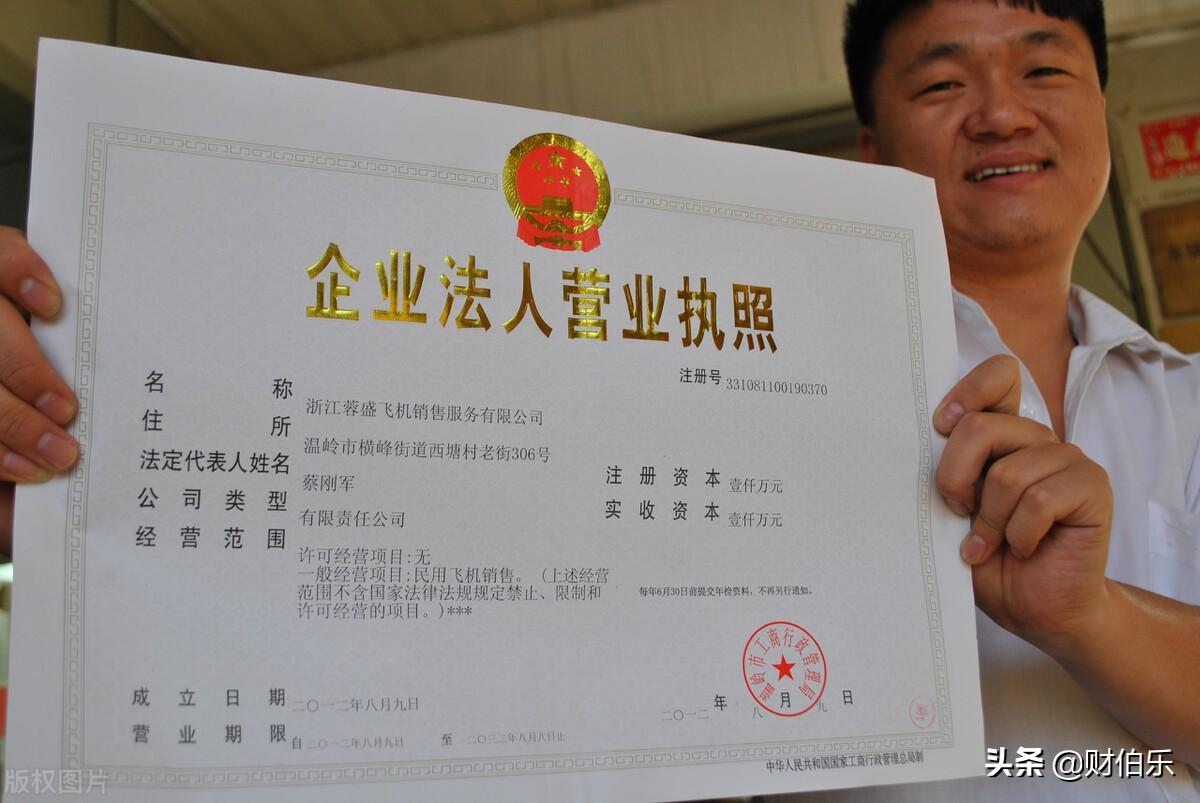 企业法人营业执照
注册号 331081100190370
名称 浙江蓉盛飞机销售服务有限公司
住所 温岭市横峰街道西塘村老街306号
法定代表人姓名 蔡刚军
注册资本 壹仟万元
公司类型 有限责任公司
实收资本 壹仟万元
经营范围
许可经营项目:无
一般经营项目:民用飞机销售。(上述经营
范围不含国家法律法规规定禁止、限制和
许可经营的项目。)***
每年6月30日前提交年检资料，不再另行通知。
温岭市工商行政管理局
成立日期 二〇一二年八月九日
二〇一二年八月九日
营业期限 自二〇一二年八月九日 至 二〇三二年八月八日止
中华人民共和国国家工商行政管理总局制
版权图片
头条 @财伯乐